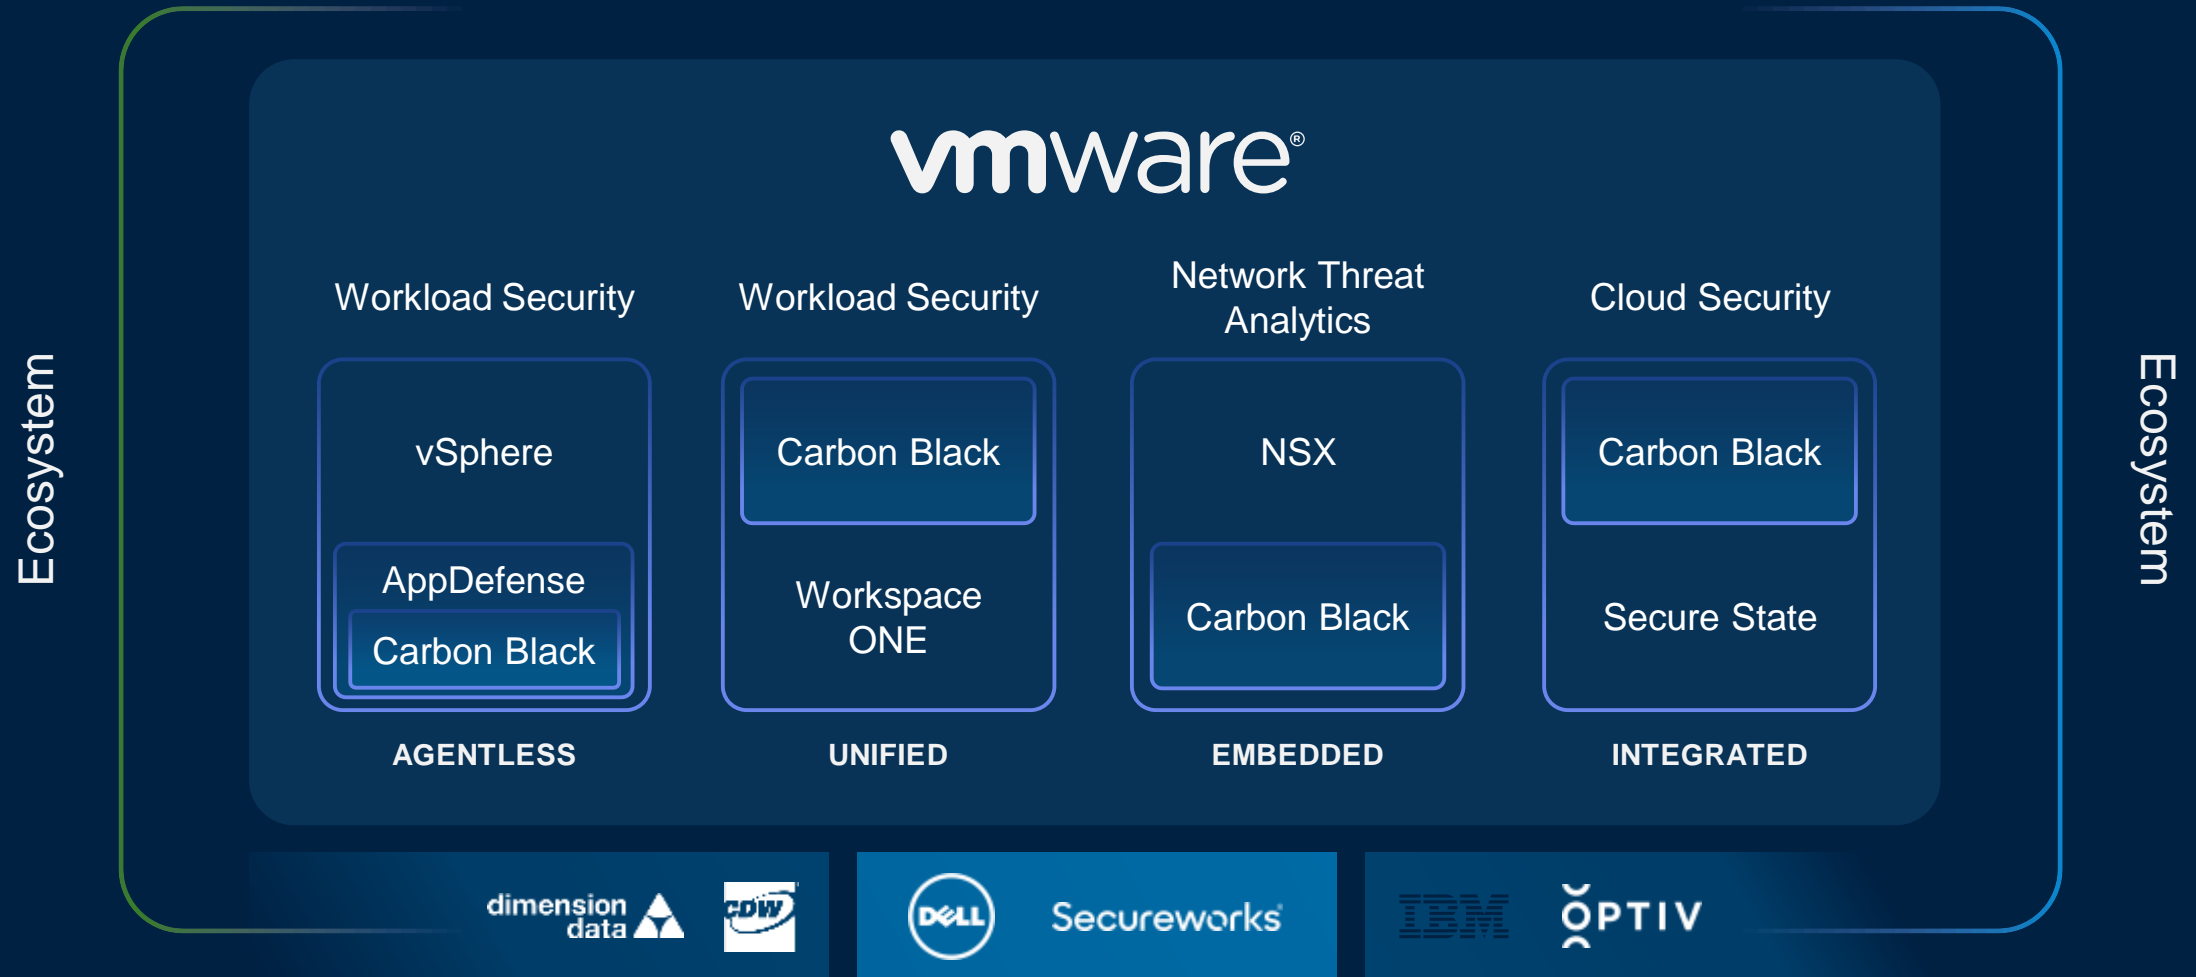 vmware®
Workload Security
vSphere
AppDefense
Carbon Black
AGENTLESS
Workload Security
Carbon Black
Workspace
ONE
UNIFIED
Network Threat
Analytics
NSX
Carbon Black
EMBEDDED
Cloud Security
Carbon Black
Secure State
INTEGRATED
Ecosystem
Ecosystem
dimension
data
CDW
DELL
Secureworks
IBM
OPTIV